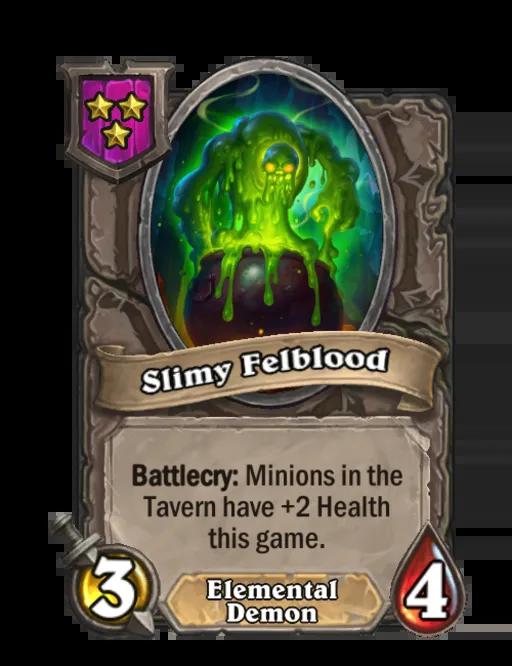 Slimy Felblood
Battlecry: Minions in the
Tavern have +2 Health
this game.
3
Elemental
Demon
4